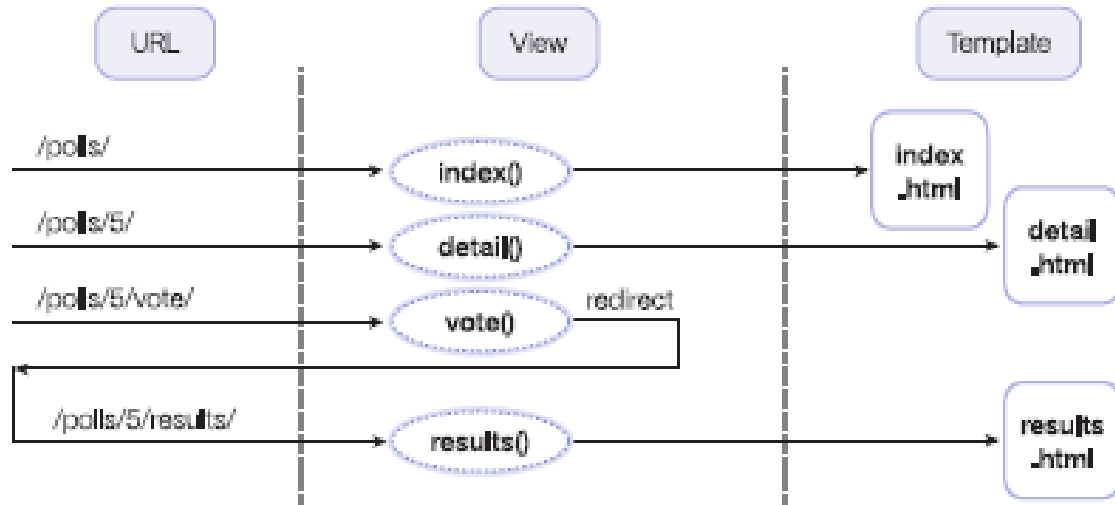 URL
View
Template
/polls/
index()
index
.html
/polls/5/
detail()
detail
.html
/polls/5/vote/
vote()
redirect
/polls/5/results/
results()
results
.html